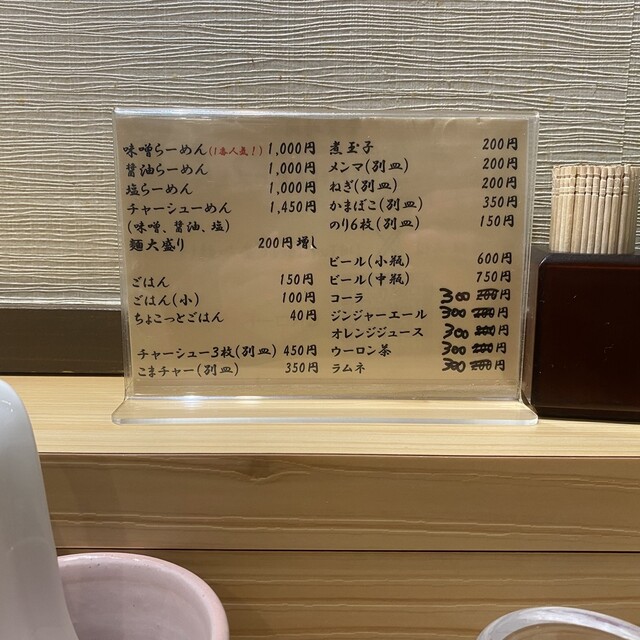 味噌らーめん(1番人気!) 1,000円
醤油らーめん 1,000円
塩らーめん 1,000円
チャーシューめん 1,450円
(味噌、醤油、塩)
麺大盛り 200円増し
ごはん 150円
ごはん(小) 100円
ちょこっとごはん 40円
チャーシュー3枚(別皿) 450円
こまチャー(別皿) 350円
煮玉子 200円
メンマ(別皿) 200円
ねぎ(別皿) 200円
かまぼこ(別皿) 350円
のり6枚(別皿) 150円
ビール(小瓶) 600円
ビール(中瓶) 750円
コーラ 300円
ジンジャーエール 300円
オレンジジュース 300円
ウーロン茶 300円
ラムネ 300円